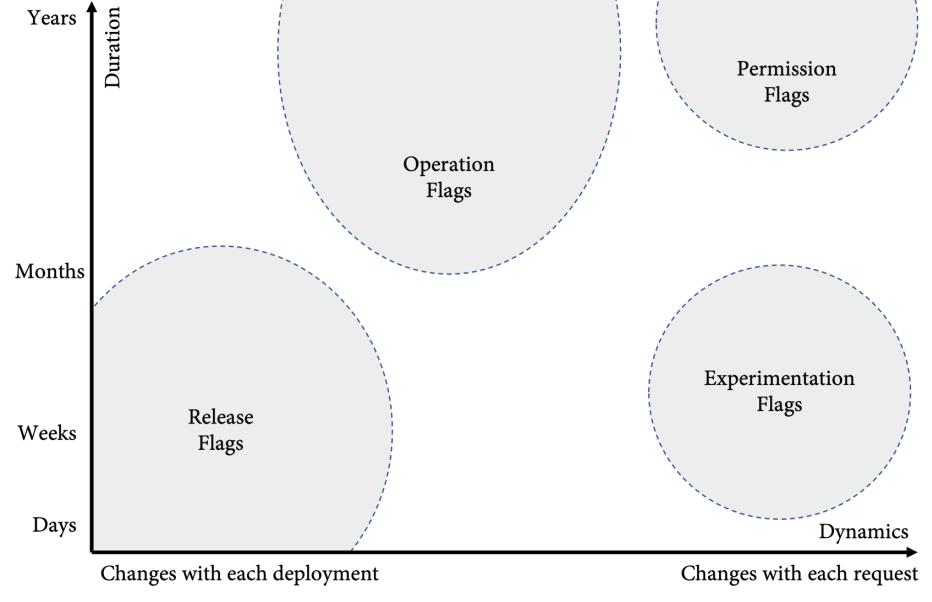 Years
Duration
Permission
Flags
Operation
Flags
Months
Experimentation
Flags
Release
Flags
Weeks
Days
Dynamics
Changes with each deployment
Changes with each request